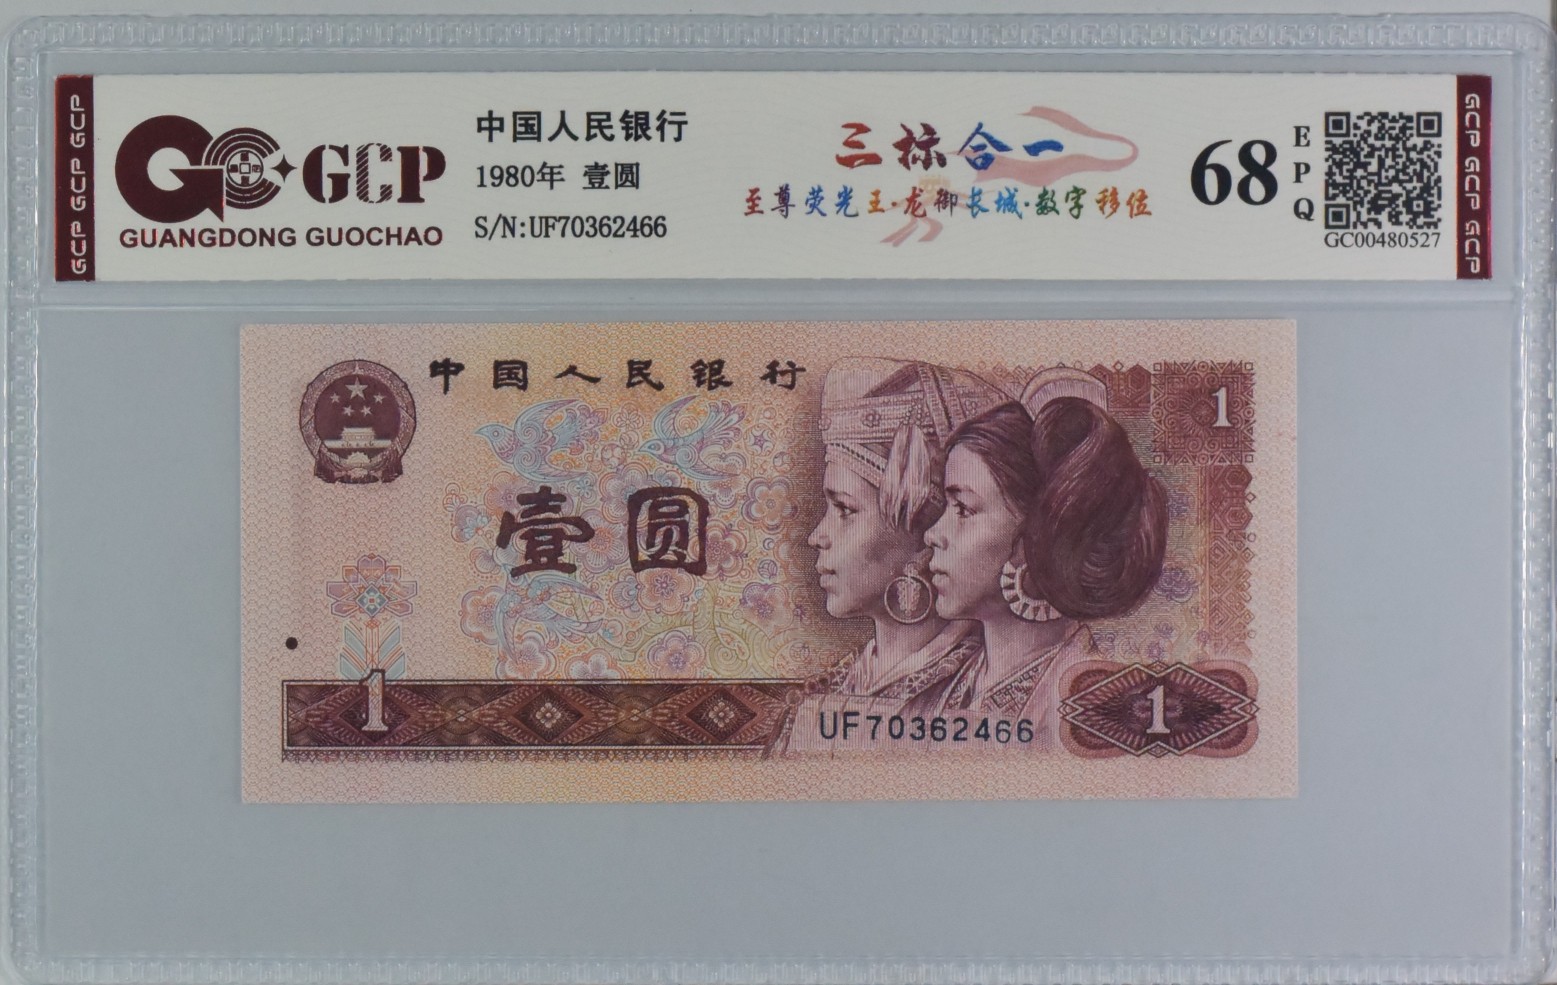 GCP GCP GCP
GCP
GUANGDONG GUOCHAO
中国人民银行
1980年 壹圆
S/N:UF70362466
三标合一
至尊荧光王·龙御长城·数字移位
68
EPQ
GC00480527
GCP GCP GCP
中国人民银行
1
壹圆
1
UF70362466
1